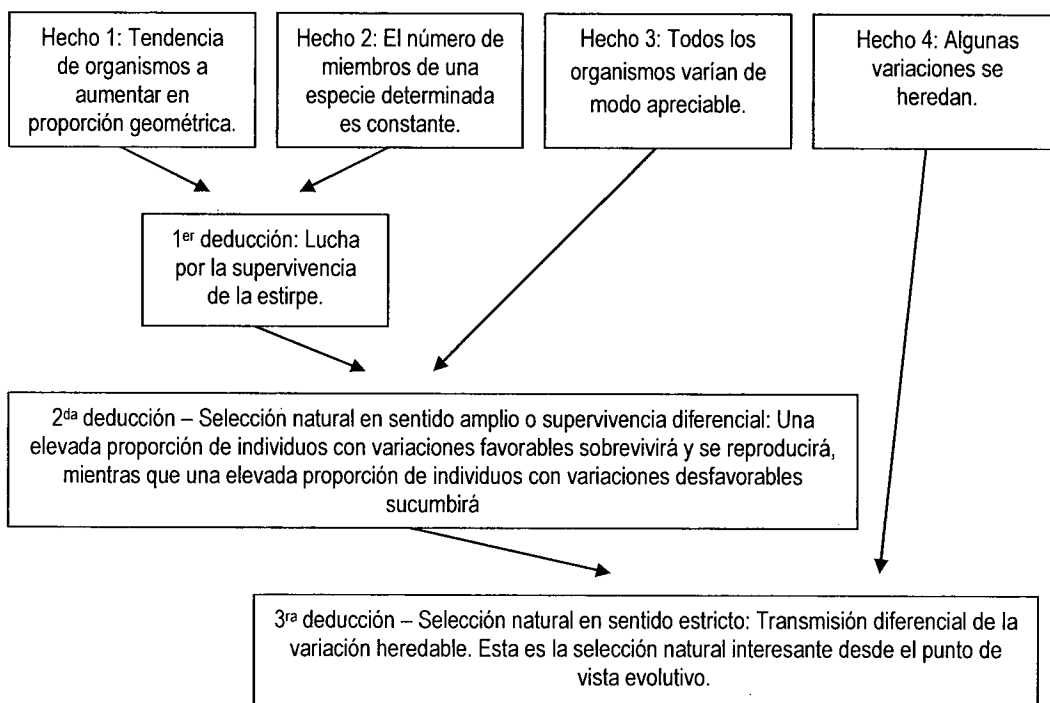 Hecho 1: Tendencia
de organismos a
aumentar en
proporción geométrica.
Hecho 2: El número de
miembros de una
especie determinada
es constante.
Hecho 3: Todos los
organismos varían de
modo apreciable.
Hecho 4: Algunas
variaciones se
heredan.
1er deducción: Lucha
por la supervivencia
de la estirpe.
2da deducción – Selección natural en sentido amplio o supervivencia diferencial: Una
elevada proporción de individuos con variaciones favorables sobrevivirá y se reproducirá,
mientras que una elevada proporción de individuos con variaciones desfavorables
sucumbirá
3ra deducción – Selección natural en sentido estricto: Transmisión diferencial de la
variación heredable. Esta es la selección natural interesante desde el punto de
vista evolutivo.